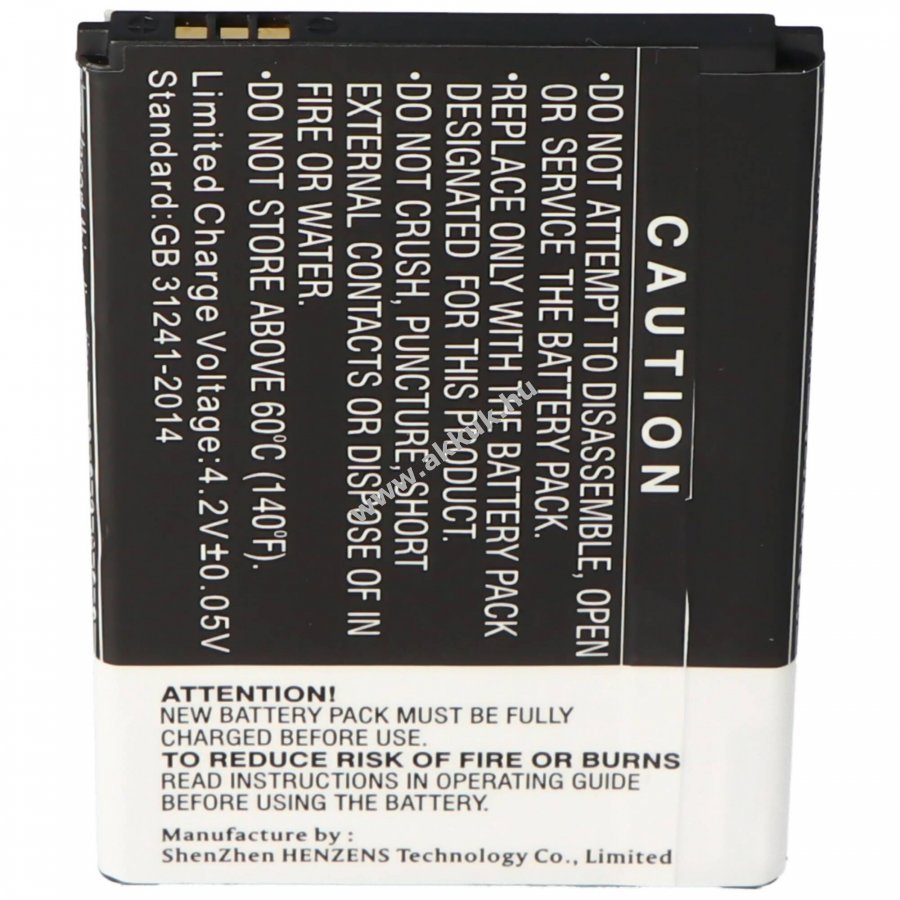 CAUTION
•DO NOT ATTEMPT TO DISASSEMBLE, OPEN
OR SERVICE THE BATTERY PACK.
•REPLACE ONLY WITH THE BATTERY PACK
DESIGNATED FOR THIS PRODUCT.
•DO NOT CRUSH, PUNCTURE, SHORT
EXTERNAL CONTACTS OR DISPOSE OF IN
FIRE OR WATER.
•DO NOT STORE ABOVE 60°C (140°F).
Limited Charge Voltage:4.2V±0.05V
Standard:GB 31241-2014
www.akkuk.hu
ATTENTION!
NEW BATTERY PACK MUST BE FULLY
CHARGED BEFORE USE.
TO REDUCE RISK OF FIRE OR BURNS
READ INSTRUCTIONS IN OPERATING GUIDE
BEFORE USING THE BATTERY.
Manufacture by :
ShenZhen HENZENS Technology Co., Limited